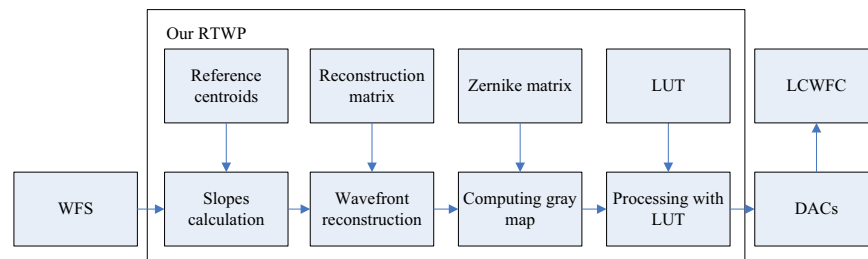 Our RTWP
Reference
centroids
Reconstruction
matrix
Zernike matrix
LUT
LCWFC
WFS
Slopes
calculation
Wavefront
reconstruction
Computing gray
map
Processing with
LUT
DACs